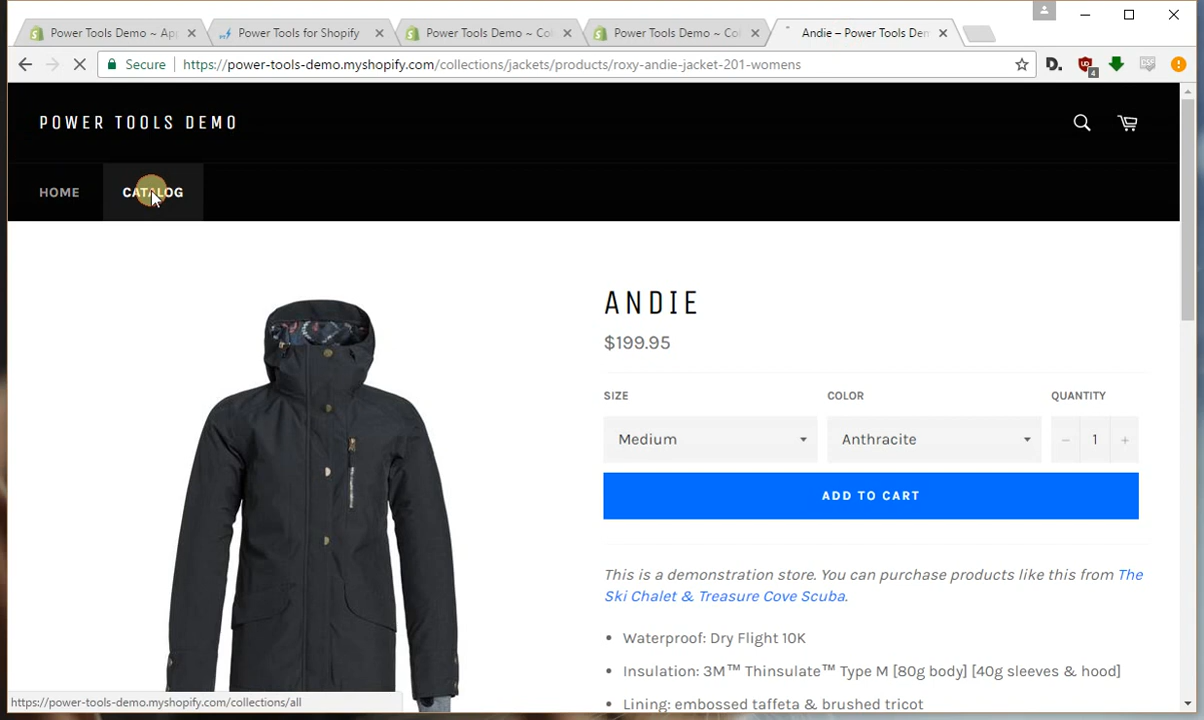 Power Tools Demo ~ Ap
Power Tools for Shopify
Power Tools Demo ~ Co
Power Tools Demo ~ Co
Andie – Power Tools Dem
Secure
https://power-tools-demo.myshopify.com/collections/jackets/products/roxy-andie-jacket-201-womens
4
POWER TOOLS DEMO
HOME
CATALOG
ANDIE
$199.95
SIZE
COLOR
QUANTITY
Medium
Anthracite
− 1 +
ADD TO CART
This is a demonstration store. You can purchase products like this from The
Ski Chalet & Treasure Cove Scuba.
• Waterproof: Dry Flight 10K
• Insulation: 3M™ Thinsulate™ Type M [80g body] [40g sleeves & hood]
• Lining: embossed taffeta & brushed tricot
https://power-tools-demo.myshopify.com/collections/all